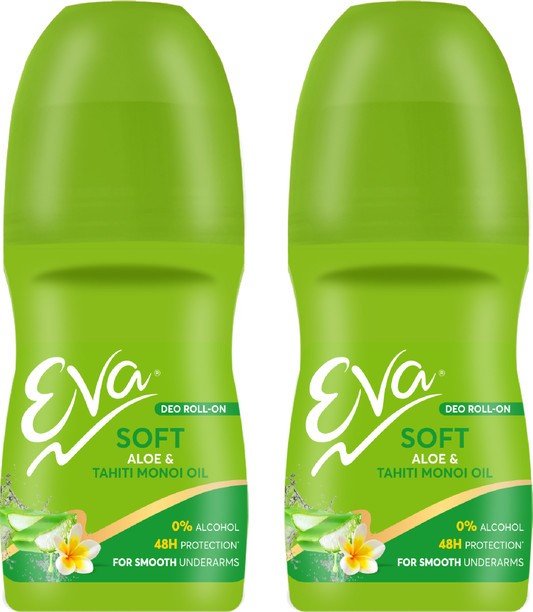 Eva®
DEO ROLL-ON
SOFT
ALOE &
TAHITI MONOI OIL
0% ALCOHOL
48H PROTECTION*
FOR SMOOTH UNDERARMS
Eva®
DEO ROLL-ON
SOFT
ALOE &
TAHITI MONOI OIL
0% ALCOHOL
48H PROTECTION*
FOR SMOOTH UNDERARMS